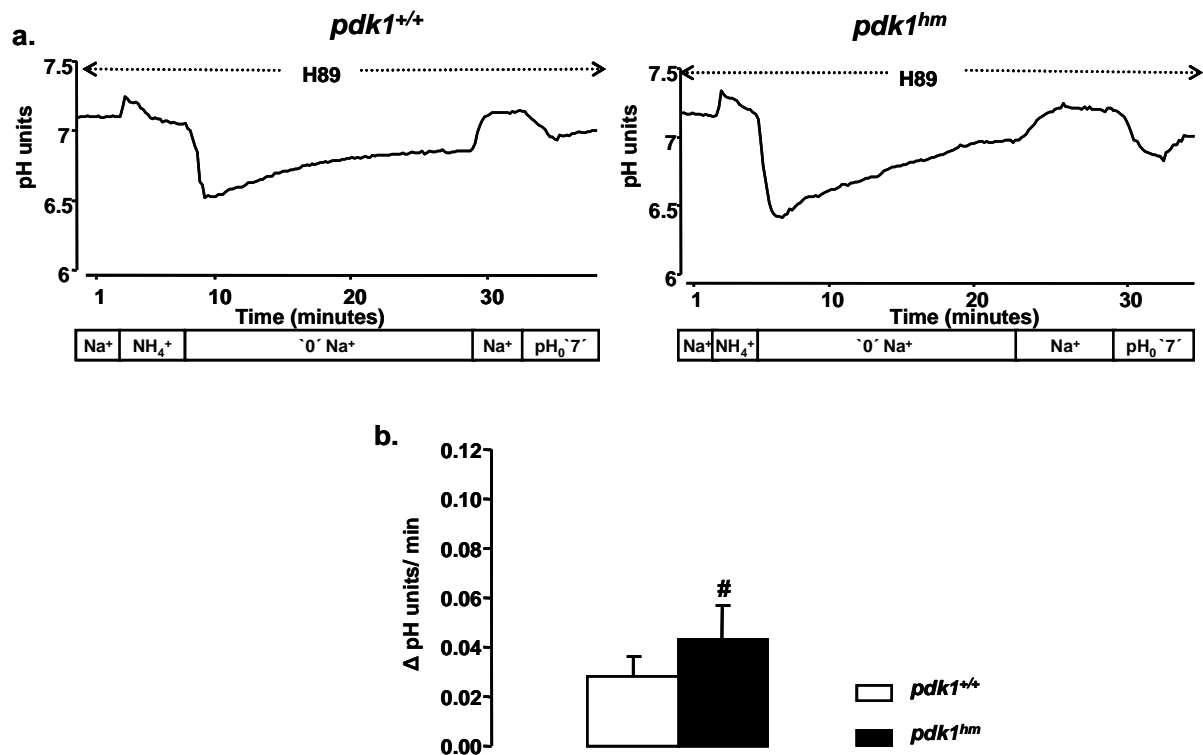 a.
pdk1+/+
H89
7.5
7
6.5
6
pH units
1 10 20 30
Time (minutes)
Na+ NH4+ `0´ Na+ Na+ pH0`7´
pdk1hm
H89
7.5
7
6.5
6
pH units
1 10 20 30
Time (minutes)
Na+ NH4+ `0´ Na+ Na+ pH0`7´
b.
0.12
0.10
0.08
0.06
0.04
0.02
0.00
Δ pH units/ min
#
pdk1+/+
pdk1hm